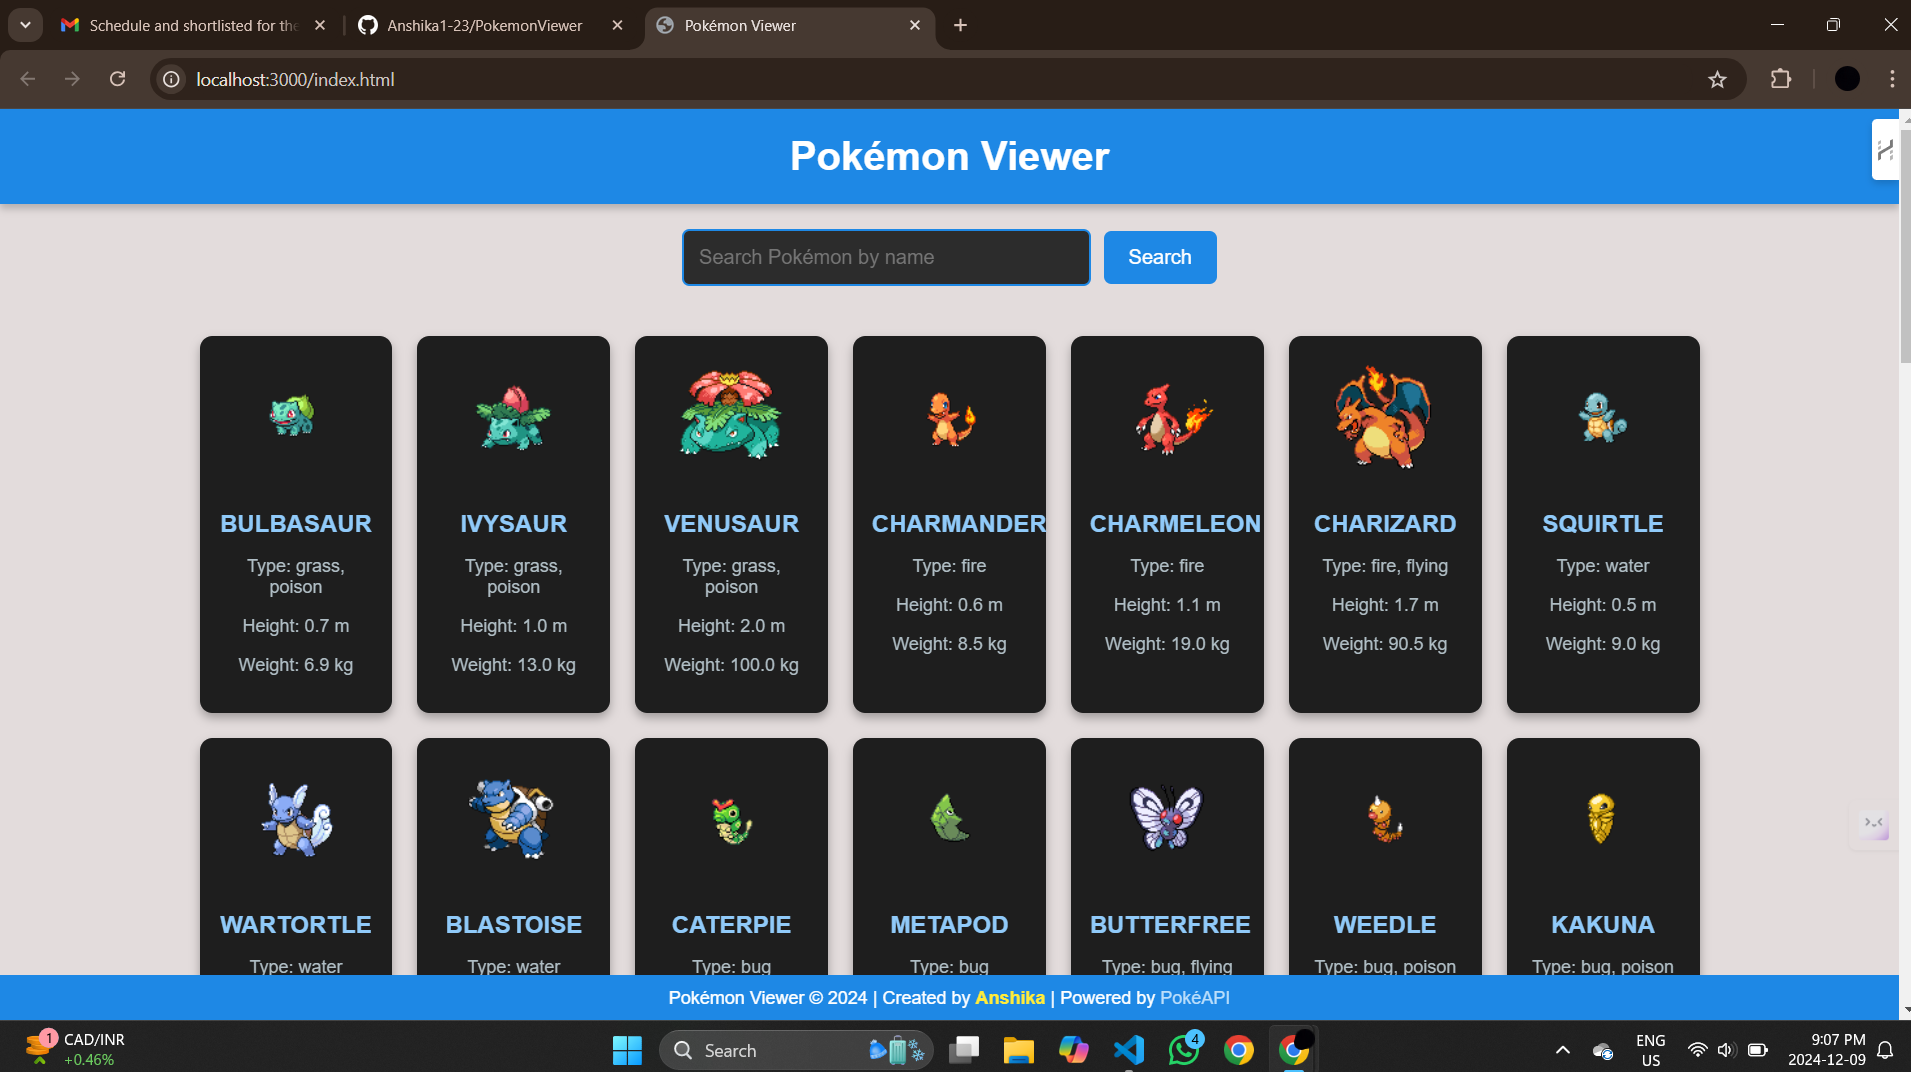 Schedule and shortlisted for the
Anshika1-23/PokemonViewer
Pokémon Viewer
localhost:3000/index.html
Pokémon Viewer
Search Pokémon by name
Search
BULBASAUR
Type: grass,
poison
Height: 0.7 m
Weight: 6.9 kg
IVYSAUR
Type: grass,
poison
Height: 1.0 m
Weight: 13.0 kg
VENUSAUR
Type: grass,
poison
Height: 2.0 m
Weight: 100.0 kg
CHARMANDER
Type: fire
Height: 0.6 m
Weight: 8.5 kg
CHARMELEON
Type: fire
Height: 1.1 m
Weight: 19.0 kg
CHARIZARD
Type: fire, flying
Height: 1.7 m
Weight: 90.5 kg
SQUIRTLE
Type: water
Height: 0.5 m
Weight: 9.0 kg
WARTORTLE
Type: water
BLASTOISE
Type: water
CATERPIE
Type: bug
METAPOD
Type: bug
BUTTERFREE
Type: bug, flying
WEEDLE
Type: bug, poison
KAKUNA
Type: bug, poison
Pokémon Viewer © 2024 | Created by Anshika | Powered by PokéAPI
1
CAD/INR
+0.46%
Search
4
ENG
US
9:07 PM
2024-12-09